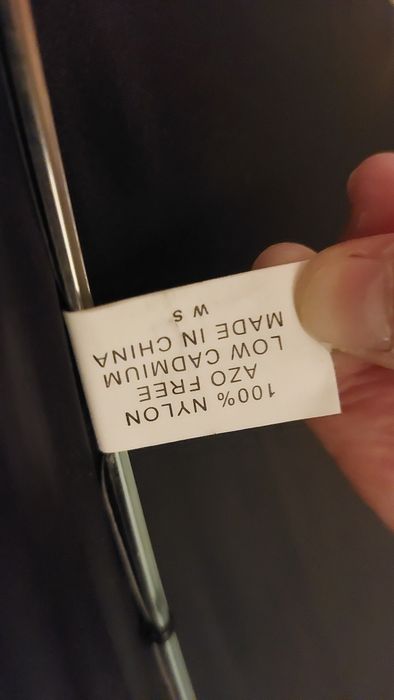 100% NYLON
AZO FREE
LOW CADMIUM
MADE IN CHINA
W S